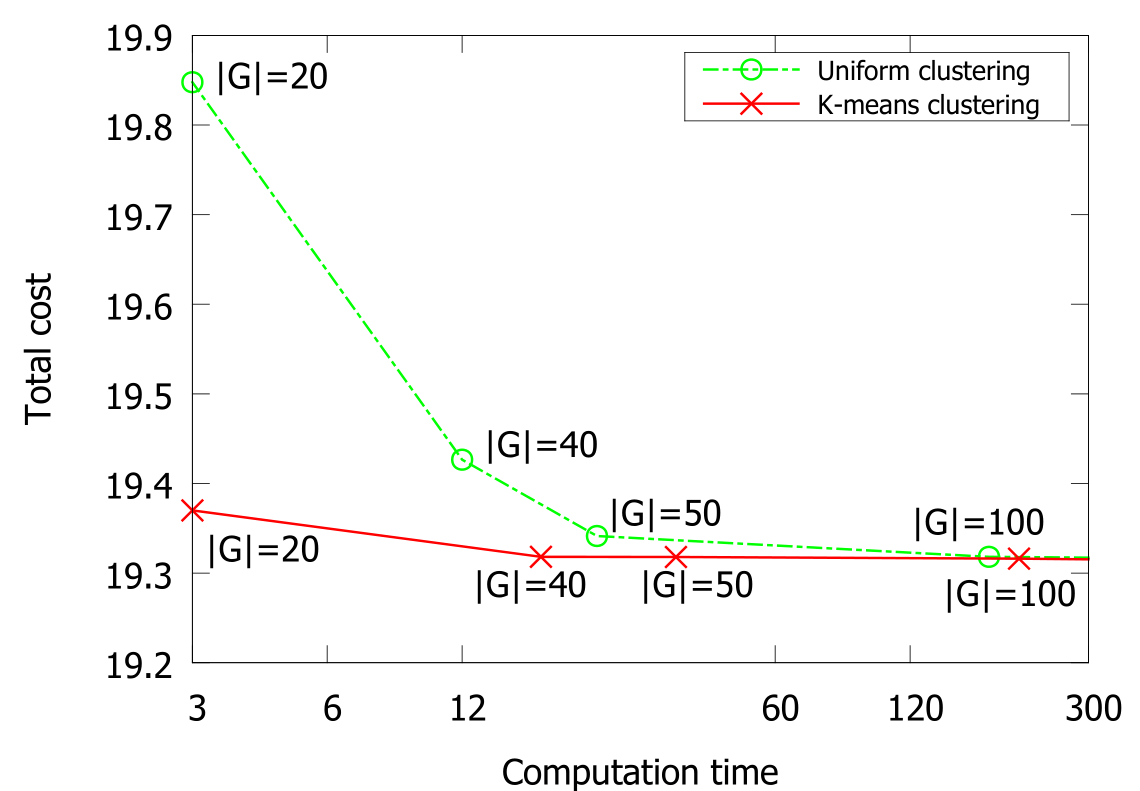 19.9
19.8
19.7
19.6
19.5
19.4
19.3
19.2
Total cost
|G|=20
Uniform clustering
K-means clustering
|G|=40
|G|=50
|G|=100
|G|=20
|G|=40
|G|=50
|G|=100
3 6 12 60 120 300
Computation time